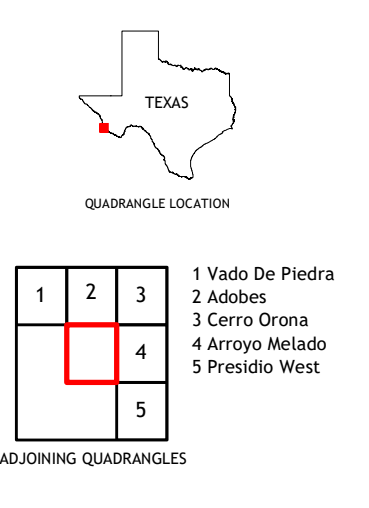 TEXAS
QUADRANGLE LOCATION
1 2 3
4
5
1 Vado De Piedra
2 Adobes
3 Cerro Orona
4 Arroyo Melado
5 Presidio West
ADJOINING QUADRANGLES